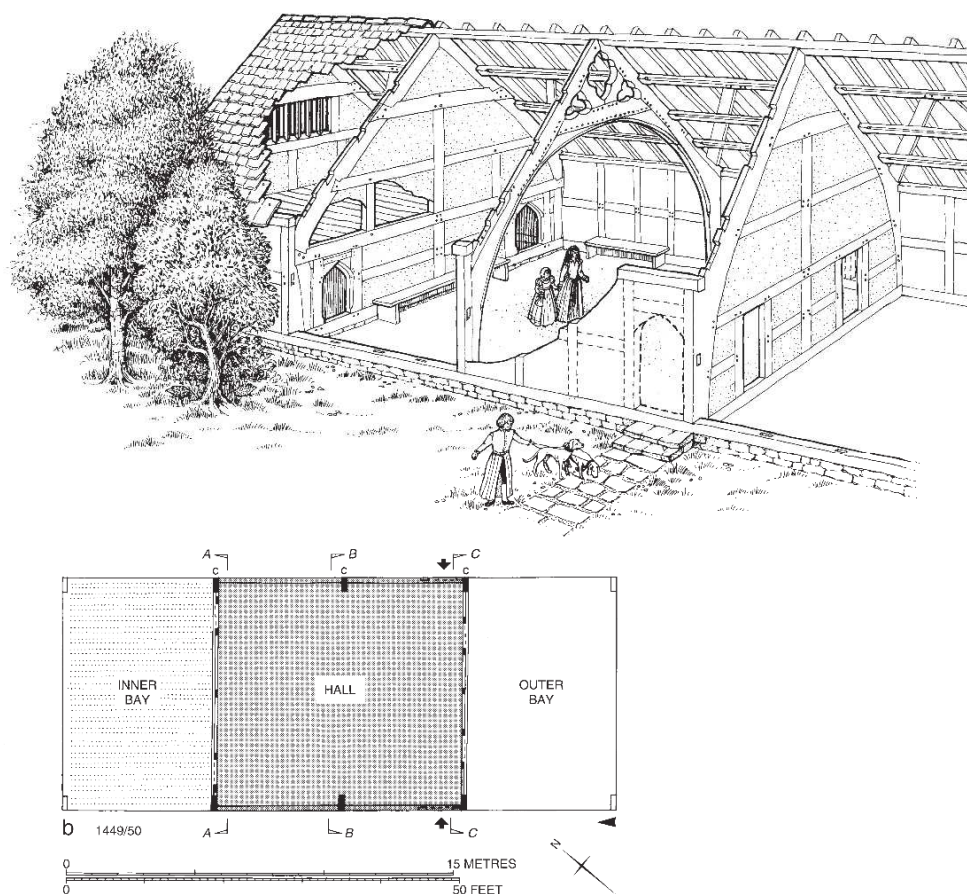 A B C
c c c
INNER
BAY
HALL
OUTER
BAY
b 1449/50
A B C
N
0 15 METRES
0 50 FEET